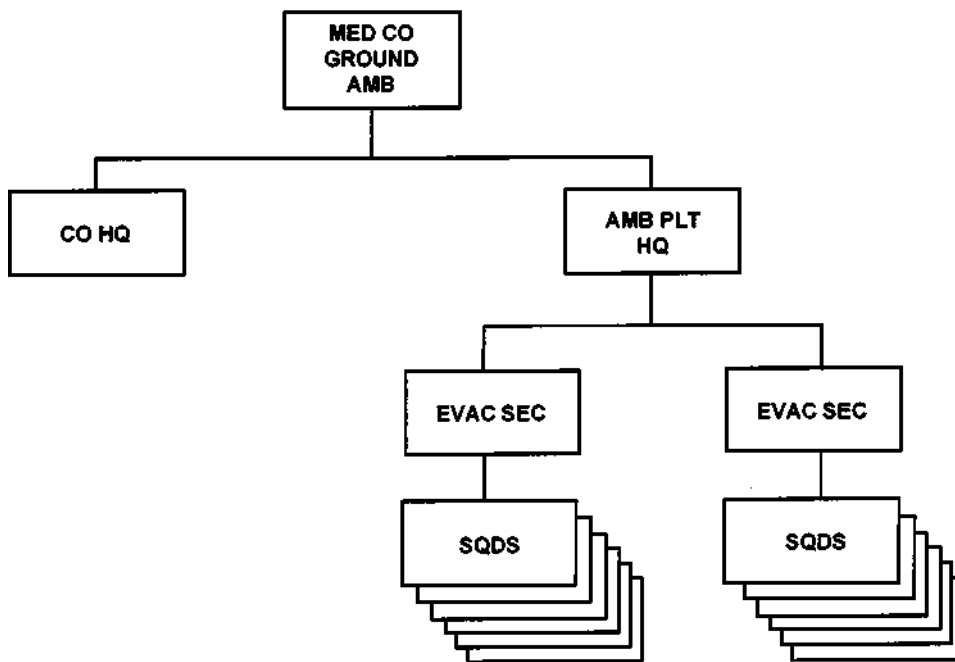 MED CO
GROUND
AMB
CO HQ
AMB PLT
HQ
EVAC SEC
EVAC SEC
SQDS
SQDS